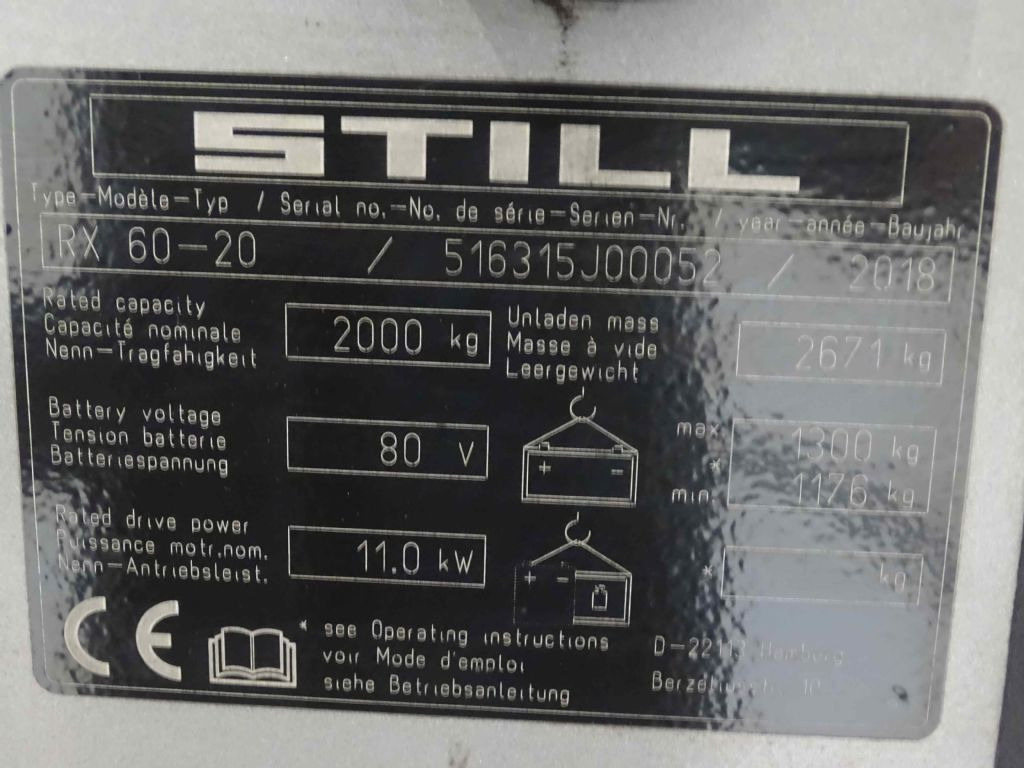 STILL
Type-Modèle-Typ / Serial no.-No. de série-Serien-Nr. / year-année-Baujahr
RX 60-20 / 516315J00052 / 2018
Rated capacity
Capacité nominale
Nenn-Tragfahigkeit
2000 kg
Unladen mass
Masse à vide
Leergewicht
2671 kg
Battery voltage
Tension batterie
Batteriespannung
80 V
+ -
max.
*
min.
1300 kg
1176 kg
Rated drive power
Puissance motr.nom.
Nenn-Antriebsleist.
11.0 kW
+ -
* kg
CE
* see Operating instructions
voir Mode d'emploi
siehe Betriebsanleitung
D-22113 Hamburg